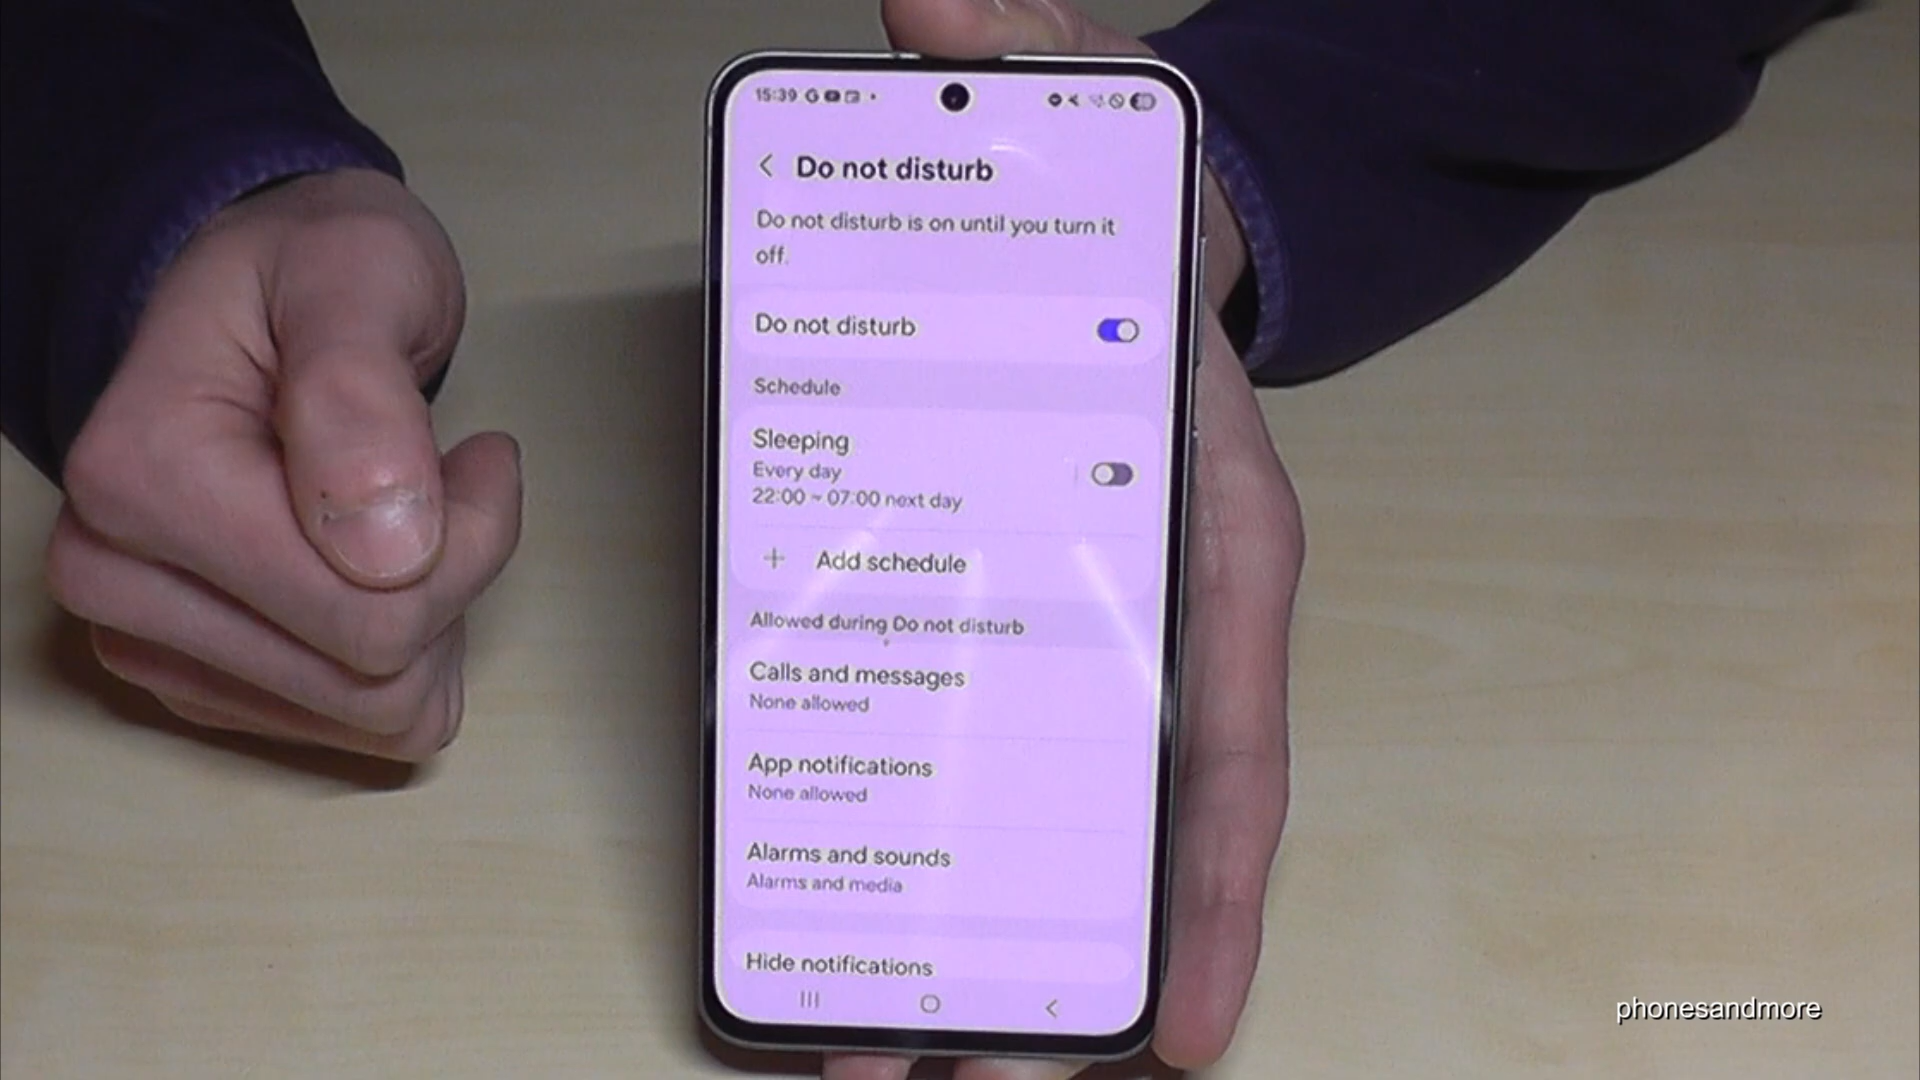 15:39
Do not disturb
Do not disturb is on until you turn it
off.
Do not disturb
Schedule
Sleeping
Every day
22:00 ~ 07:00 next day
+ Add schedule
Allowed during Do not disturb
Calls and messages
None allowed
App notifications
None allowed
Alarms and sounds
Alarms and media
Hide notifications
phonesandmore